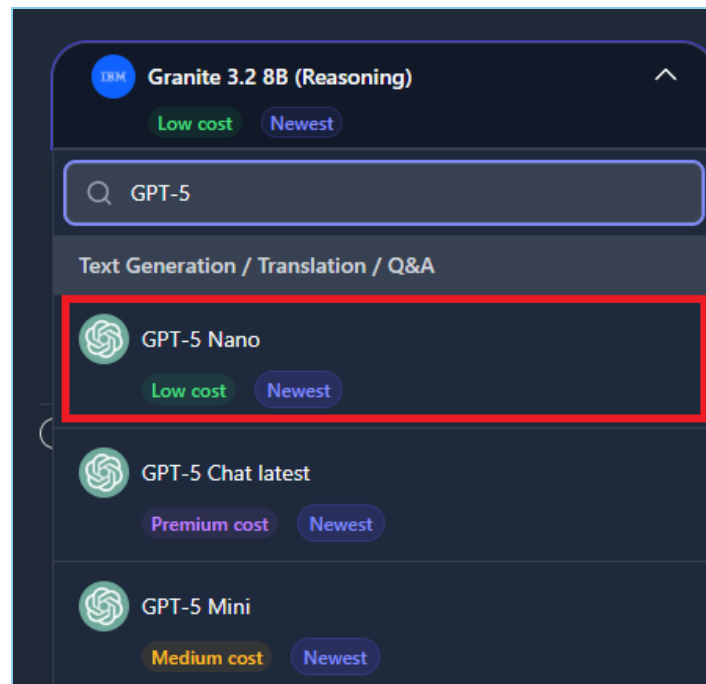 IBM
Granite 3.2 8B (Reasoning)
Low cost Newest
GPT-5
Text Generation / Translation / Q&A
GPT-5 Nano
Low cost Newest
GPT-5 Chat latest
Premium cost Newest
GPT-5 Mini
Medium cost Newest